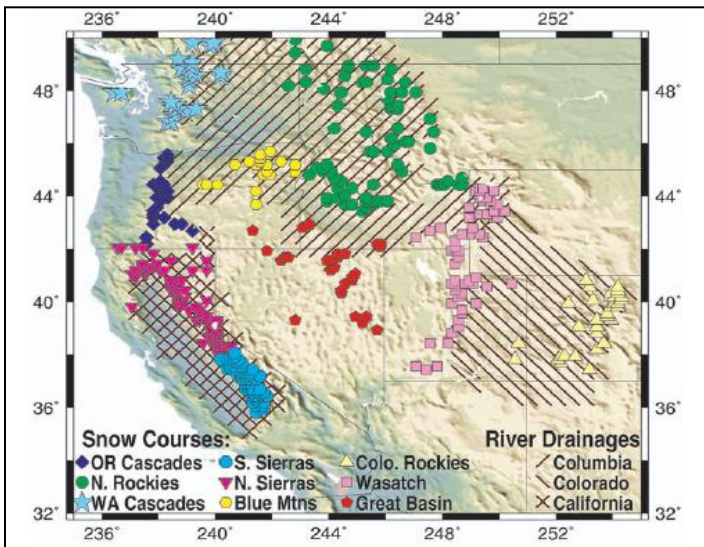 236° 240° 244° 248° 252°
48° 48°
44° 44°
40° 40°
36° 36°
Snow Courses: River Drainages
OR Cascades S. Sierras Colo. Rockies Columbia
N. Rockies N. Sierras Wasatch Colorado
WA Cascades Blue Mtns Great Basin California
32° 32°
236° 240° 244° 248° 252°